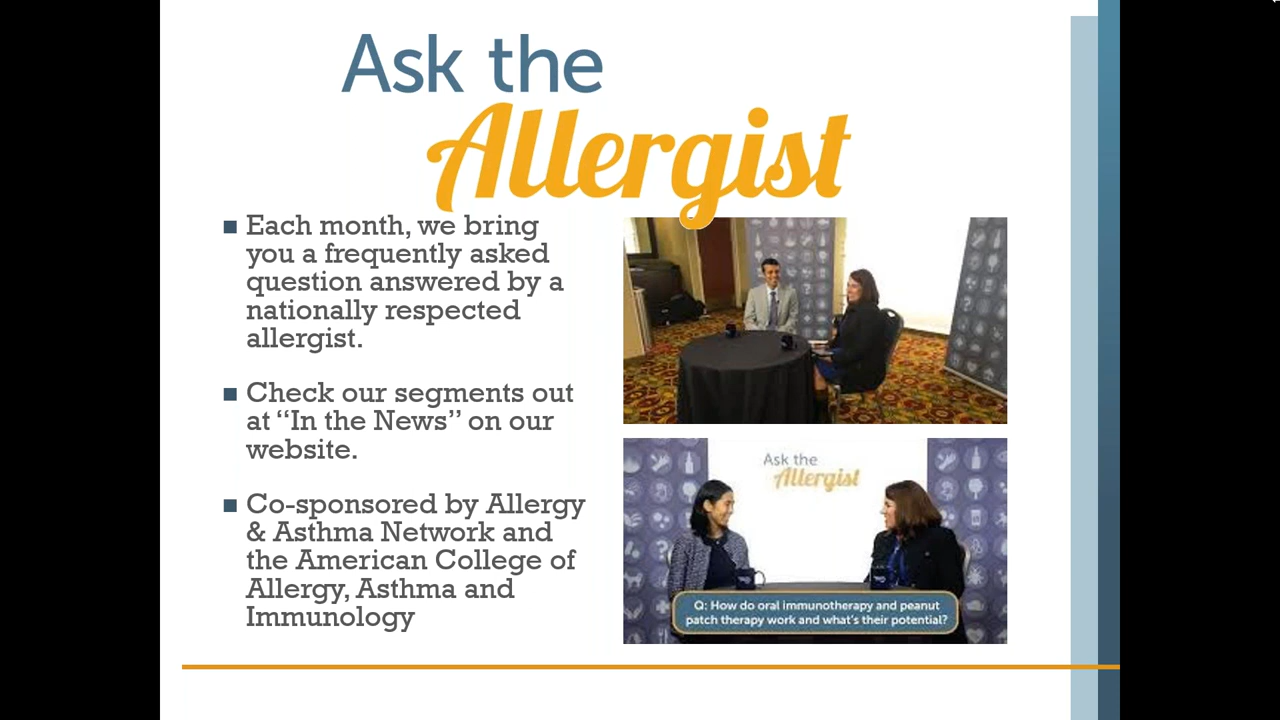 Ask the
Allergist
Each month, we bring
you a frequently asked
question answered by a
nationally respected
allergist.
Check our segments out
at “In the News” on our
website.
Co-sponsored by Allergy
& Asthma Network and
the American College of
Allergy, Asthma and
Immunology
Ask the
Allergist
Q: How do oral immunotherapy and peanut
patch therapy work and what's their potential?